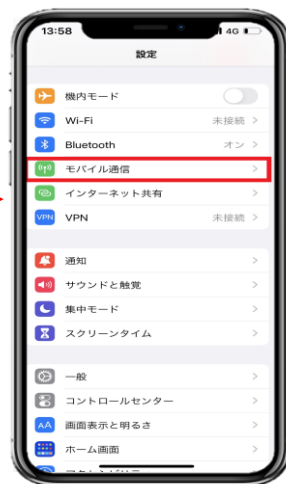 13:58
4G
設定
機内モード
Wi-Fi 未接続
Bluetooth オン
モバイル通信
インターネット共有
VPN VPN 未接続
通知
サウンドと触覚
集中モード
スクリーンタイム
一般
コントロールセンター
AA 画面表示と明るさ
ホーム画面